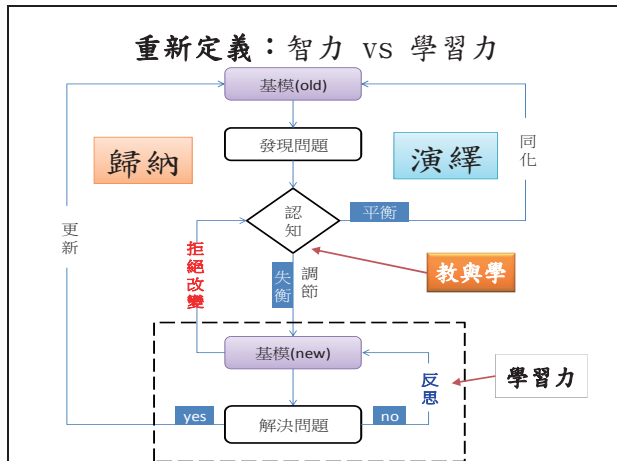 重新定義：智力 vs 學習力
基模(old)
發現問題
歸納
演繹
同化
認知
平衡
更新
拒絕改變
失衡
調節
教與學
基模(new)
反思
學習力
yes
解決問題
no